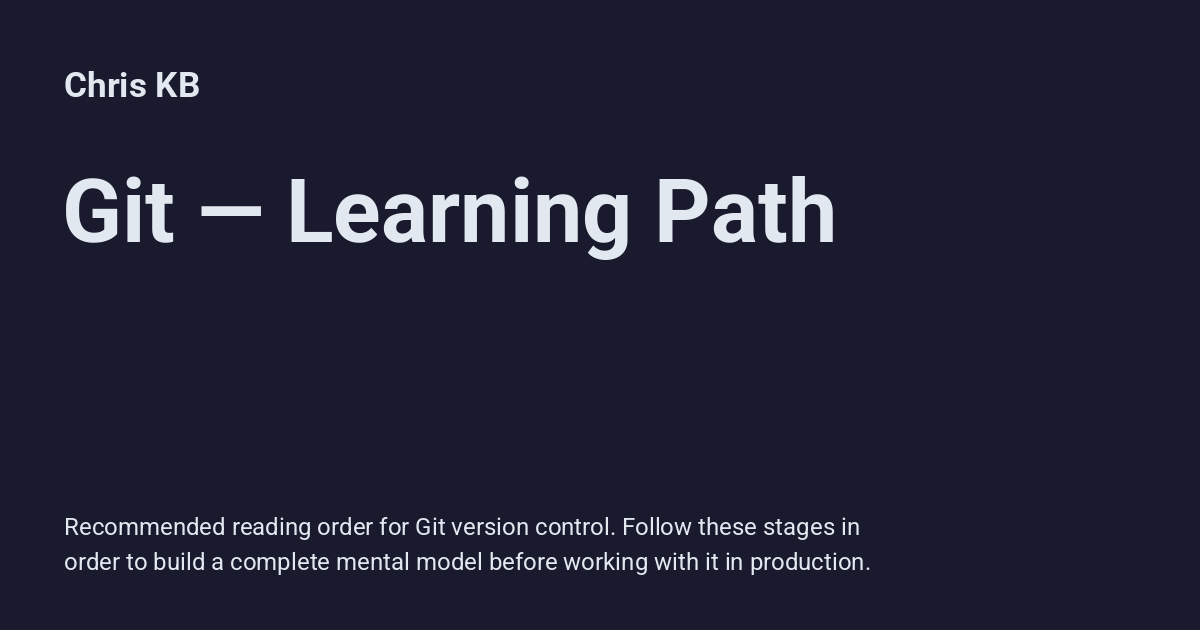 Chris KB
Git — Learning Path
Recommended reading order for Git version control. Follow these stages in
order to build a complete mental model before working with it in production.